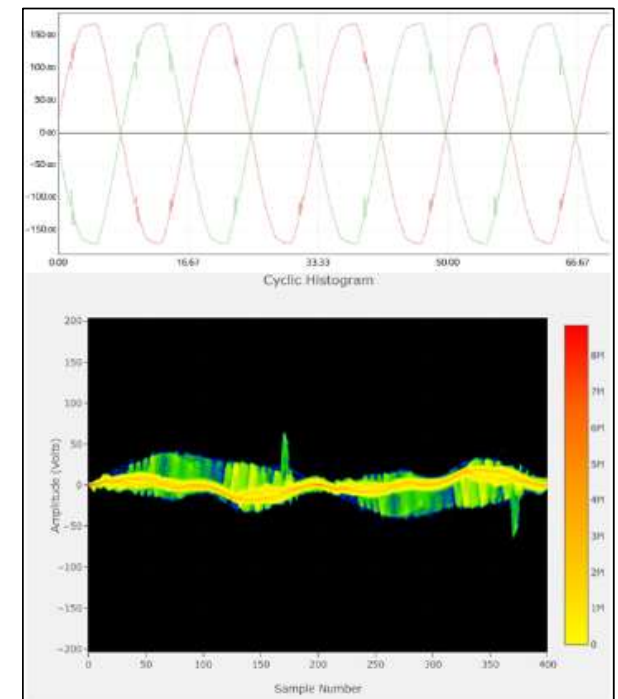 150.00
100.00
50.00
0.00
-50.00
-100.00
-150.00
0.00 16.67 33.33 50.00 66.67
Cyclic Histogram
200
150
100
50
0
-50
-100
-150
-200
Amplitude (Volts)
0 50 100 150 200 250 300 350 400
Sample Number
8M
7M
6M
5M
4M
3M
2M
1M
0